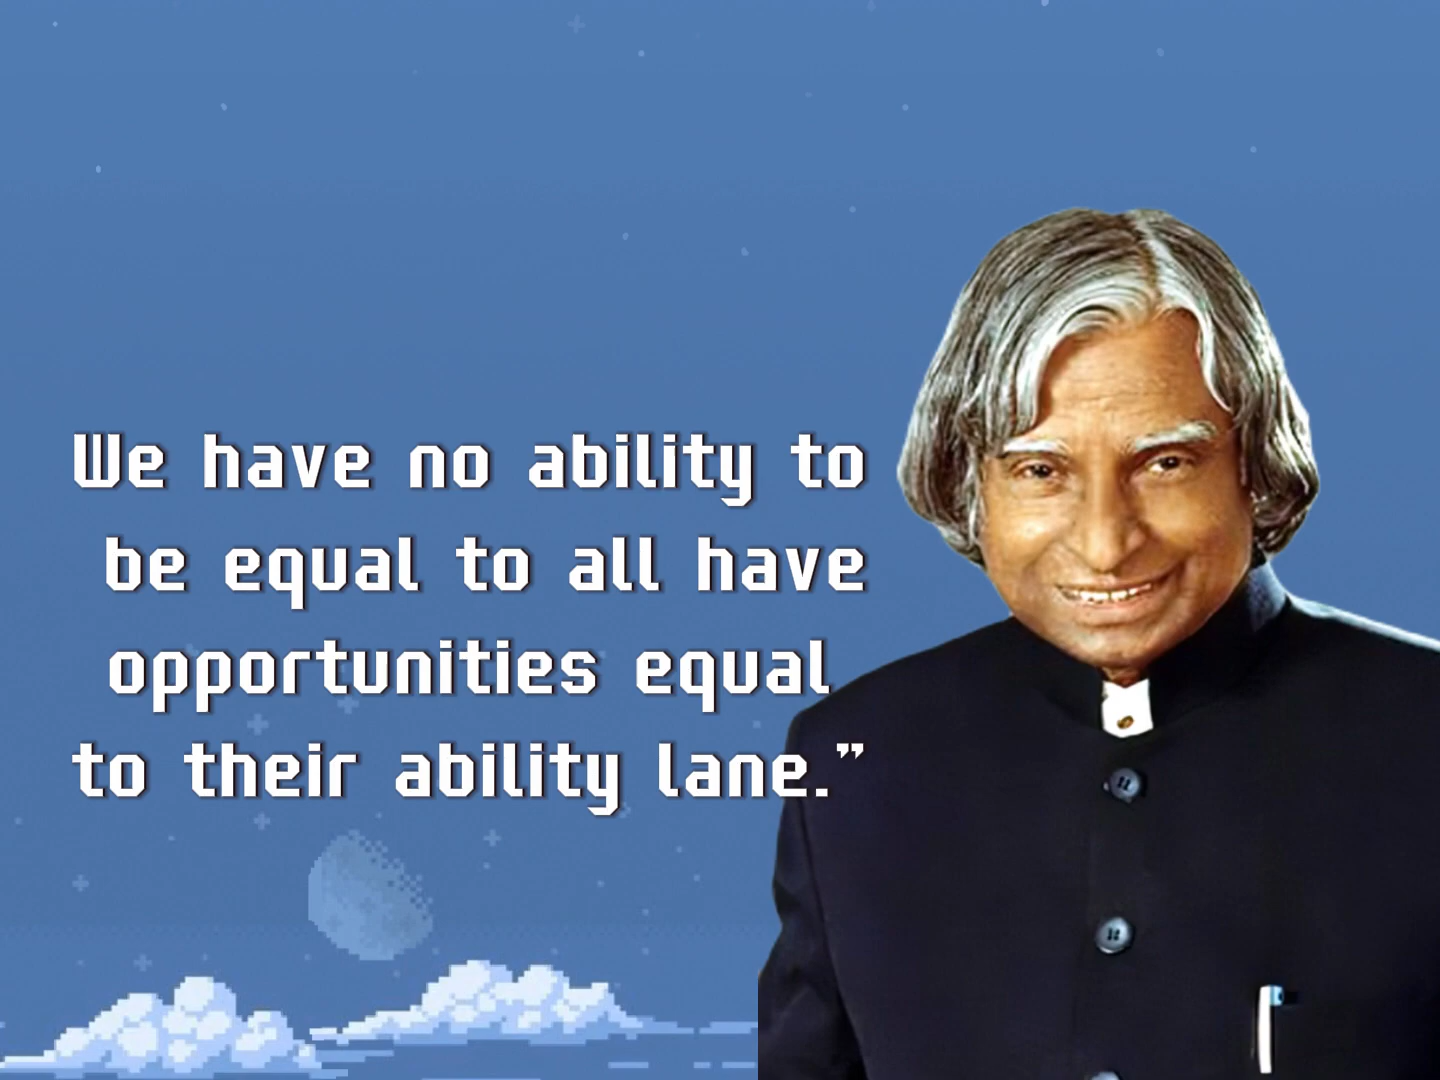 We have no ability to
be equal to all have
opportunities equal
to their ability lane.”